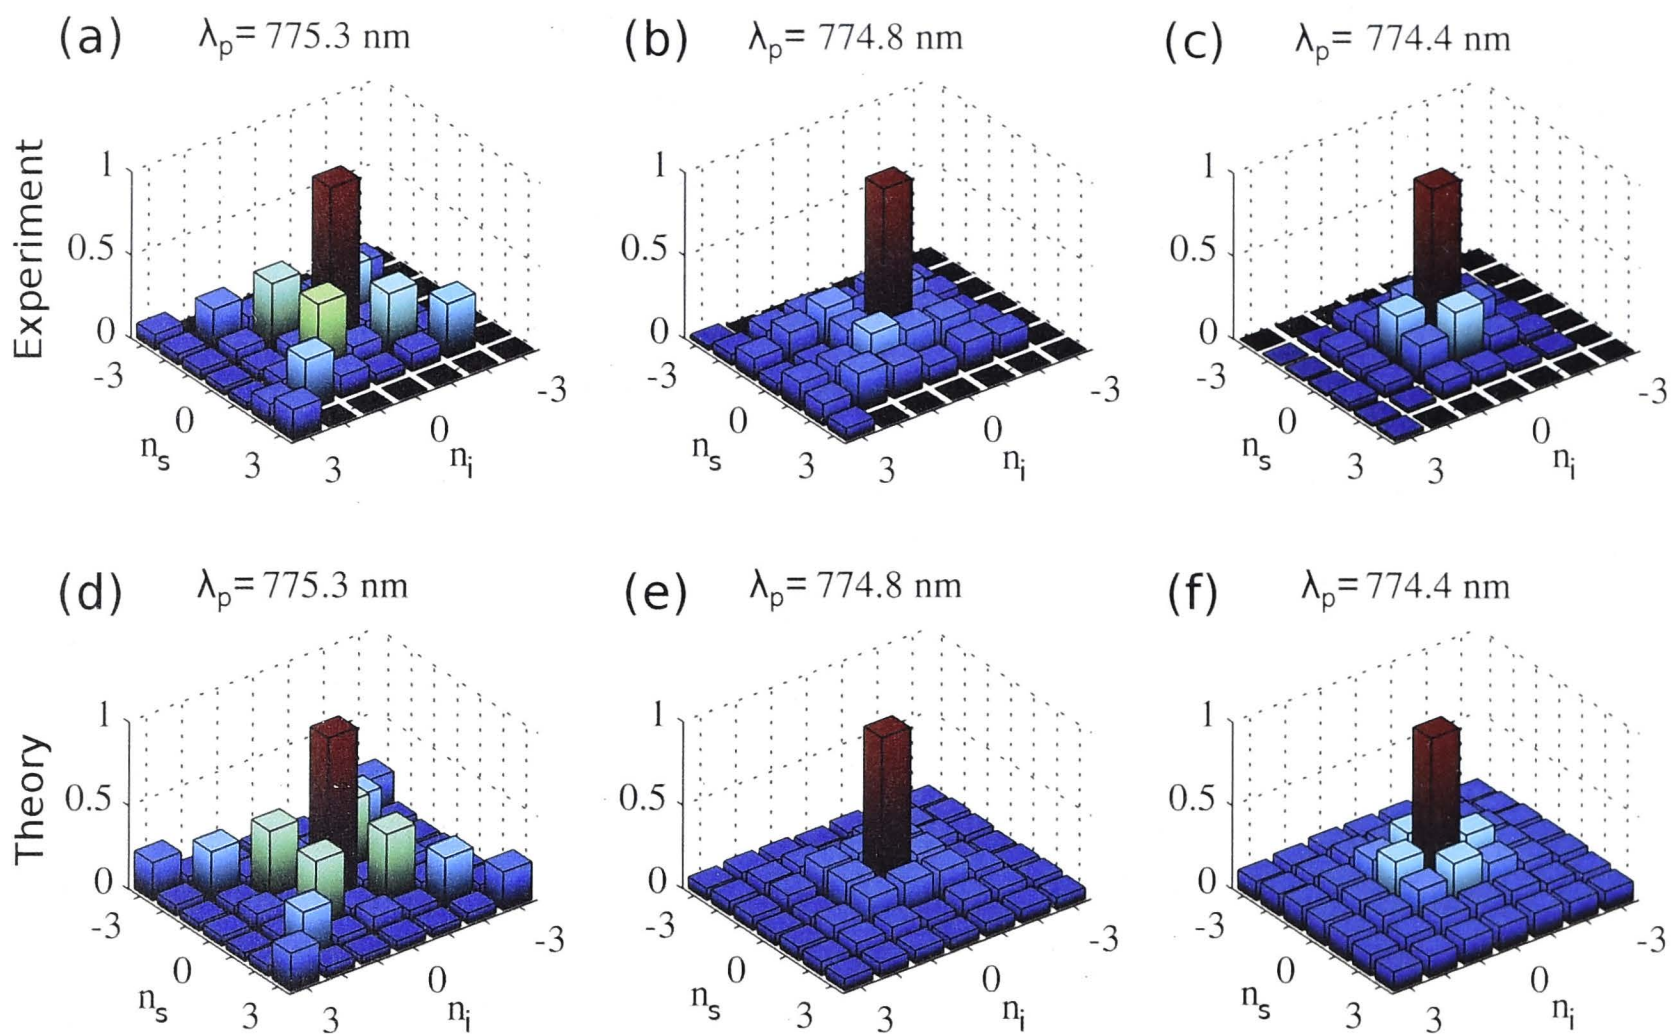 (a) λp= 775.3 nm
(b) λp= 774.8 nm
(c) λp= 774.4 nm
Experiment
1
0.5
0
-3
0
3
ns
3
0
-3
ni
1
0.5
0
-3
0
3
ns
3
0
-3
ni
1
0.5
0
-3
0
3
ns
3
0
-3
ni
(d) λp= 775.3 nm
(e) λp= 774.8 nm
(f) λp= 774.4 nm
Theory
1
0.5
0
-3
0
3
ns
3
0
-3
ni
1
0.5
0
-3
0
3
ns
3
0
-3
ni
1
0.5
0
-3
0
3
ns
3
0
-3
ni